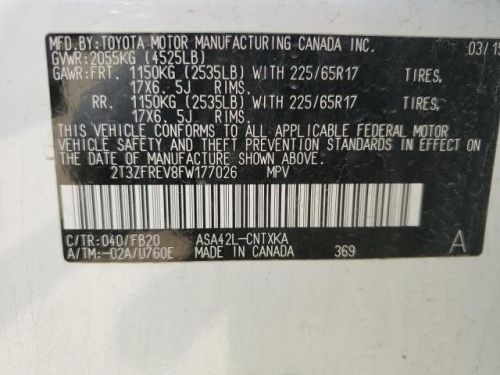 MFD.BY:TOYOTA MOTOR MANUFACTURING CANADA INC. 03/15
GVWR:2055KG (4525LB)
GAWR:FRT. 1150KG (2535LB) WITH 225/65R17 TIRES,
17X6. 5J RIMS.
RR. 1150KG (2535LB) WITH 225/65R17 TIRES,
17X6. 5J RIMS.
THIS VEHICLE CONFORMS TO ALL APPLICABLE FEDERAL MOTOR
VEHICLE SAFETY AND BUMPER STANDARDS IN EFFECT ON THE
DATE OF MANUFACTURE SHOWN ABOVE.
2T3ZFREV8FW177026 MPV
C/TR:040/FB20 ASA42L-CNTXKA A
A/TM:-02A/U760E MADE IN CANADA 369